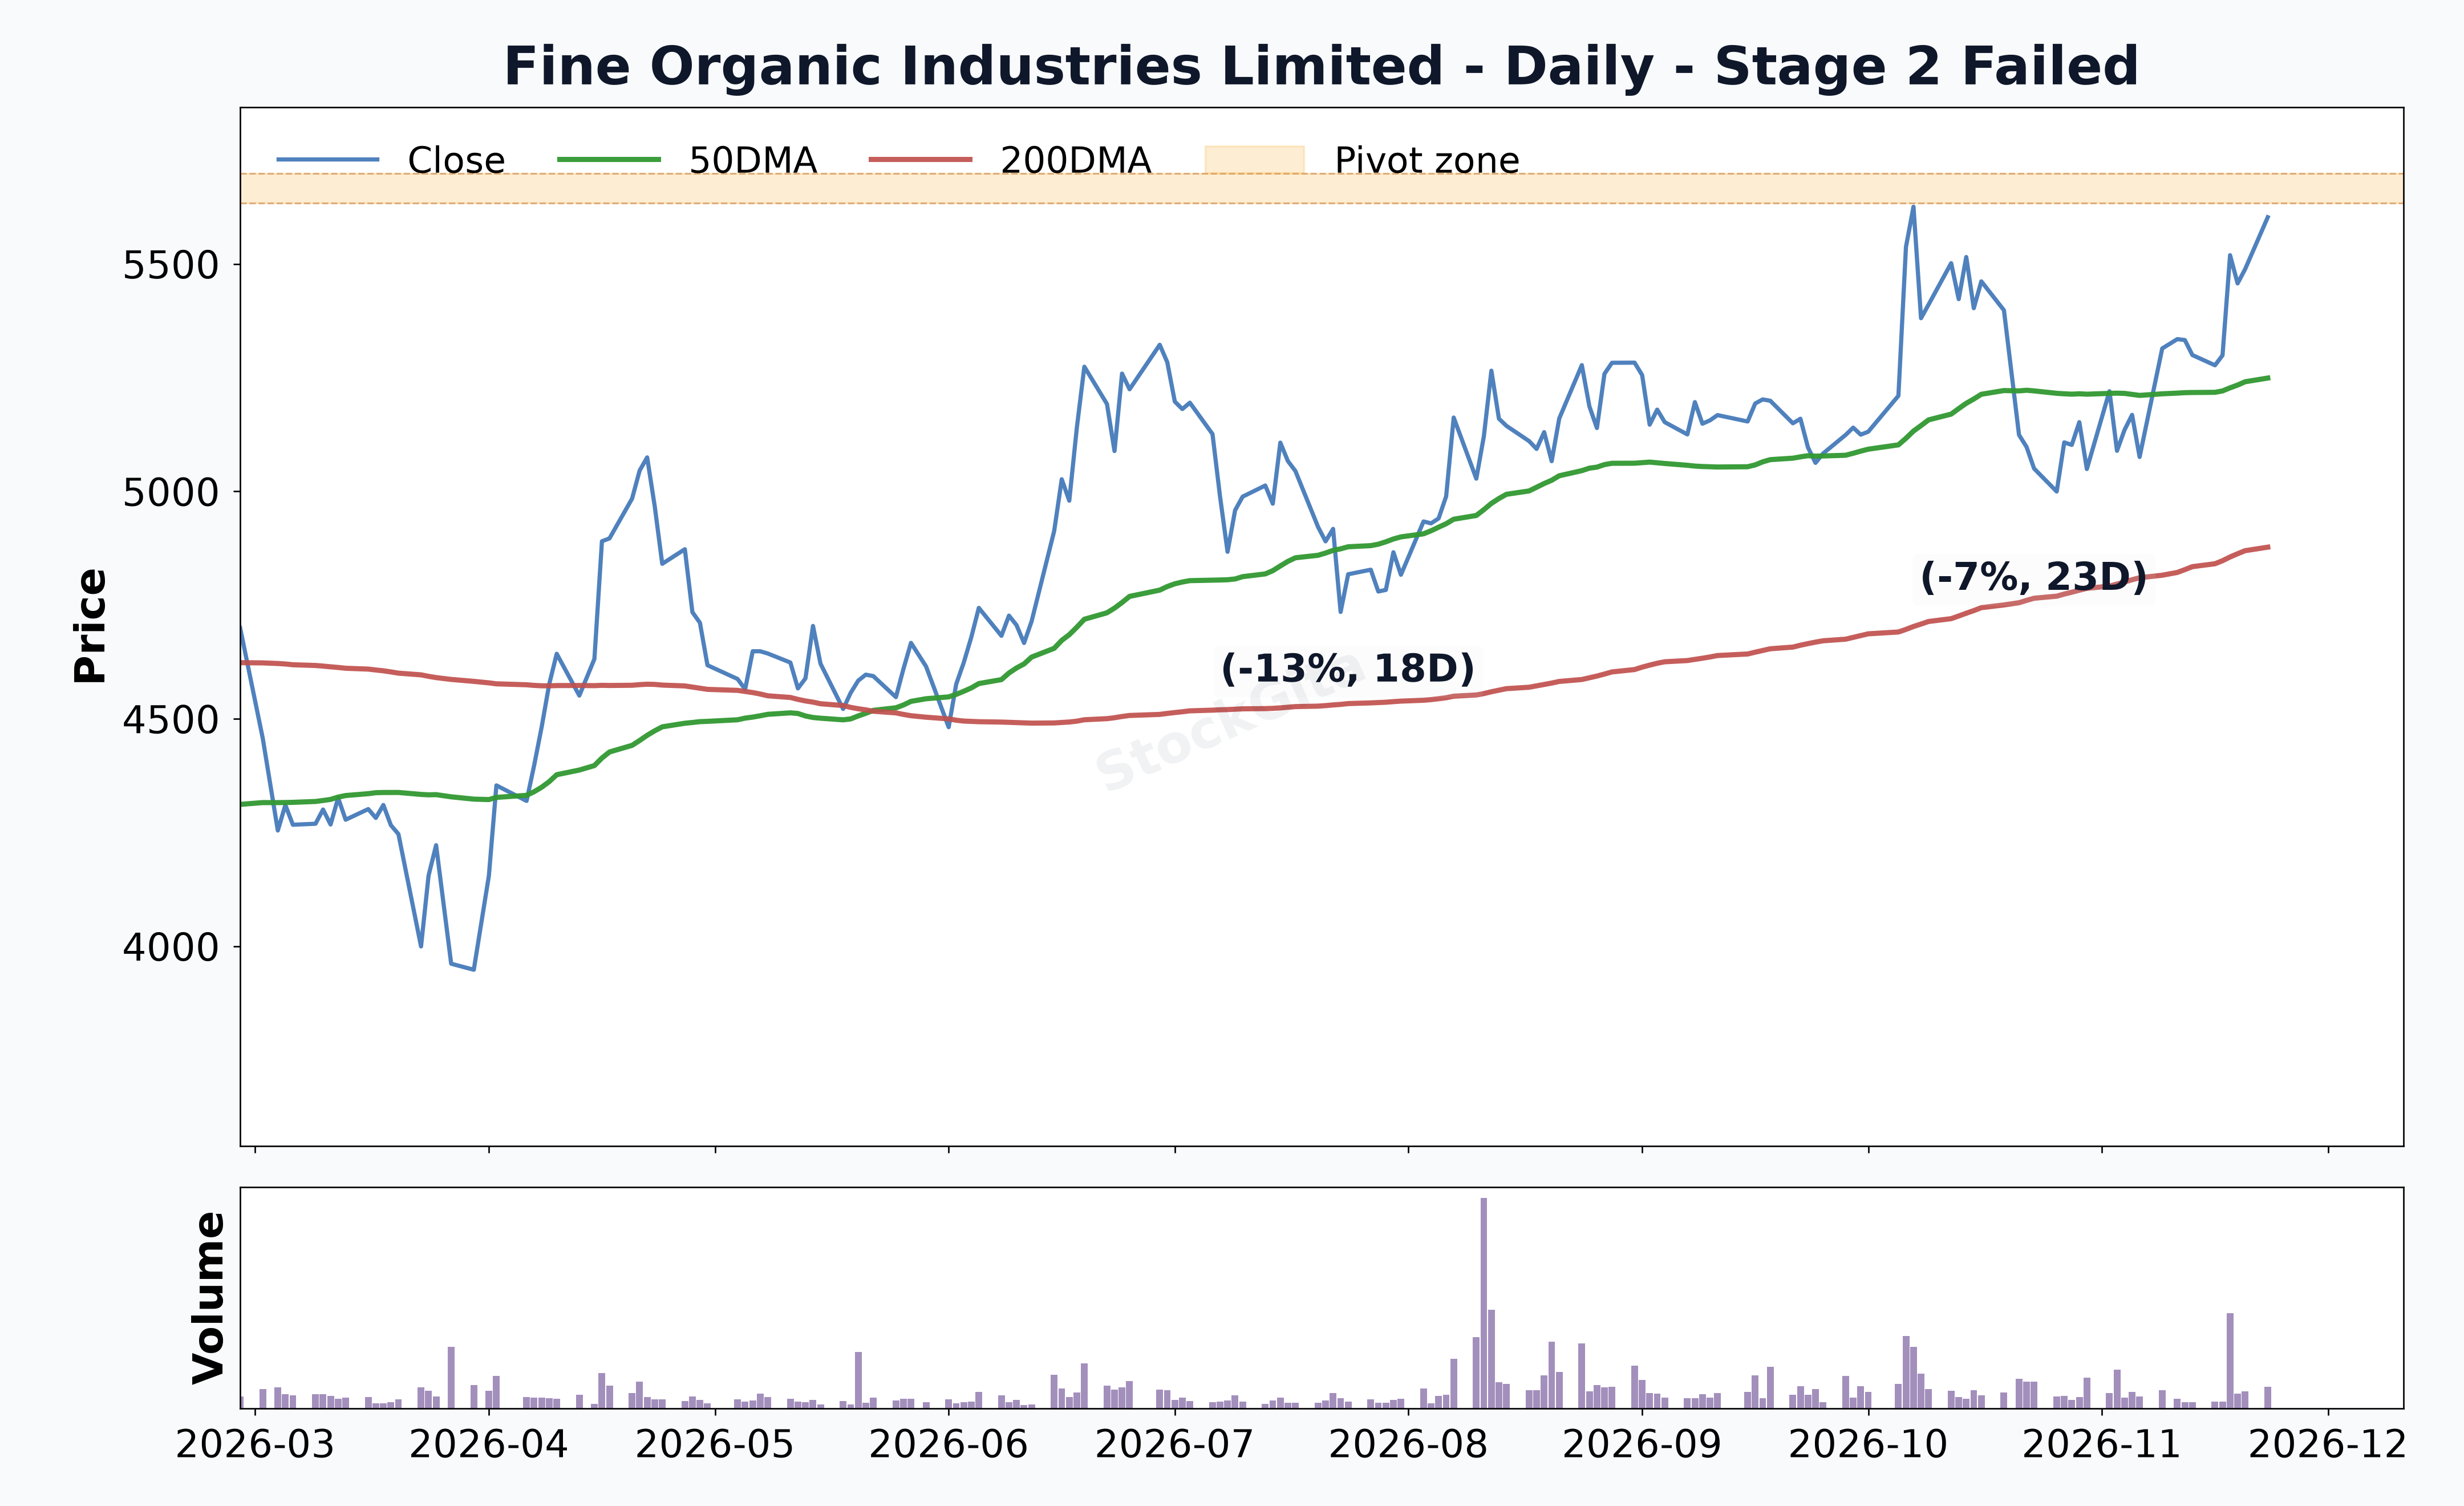 Fine Organic Industries Limited - Daily - Stage 2 Failed
Close 50DMA 200DMA Pivot zone
5500
5000
4500
4000
Price
(-7%, 23D)
(-13%, 18D)
StockGita
Volume
2026-03 2026-04 2026-05 2026-06 2026-07 2026-08 2026-09 2026-10 2026-11 2026-12